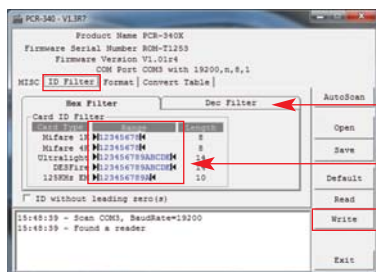 PCR-340 - V1.3R7
Product Name PCR-340X
Firmware Serial Number ROM-T1253
Firmware Version V1.01r4
COM Port COM3 with 19200,n,8,1
MISC ID Filter Format Convert Table
AutoScan
Hex Filter Dec Filter
Card ID Filter
Card Type Range Length
Open
Mifare 1K 12345678 8
Mifare 4K 12345678 8
Save
Ultralight 123456789ABCDE 14
DESFire 123456789ABCDE 14
125KHz EM 123456789A 10
Default
ID without leading zero(s)
Read
15:48:39 - Scan COM3, BaudRate=19200
15:48:39 - Found a reader
Write
Exit